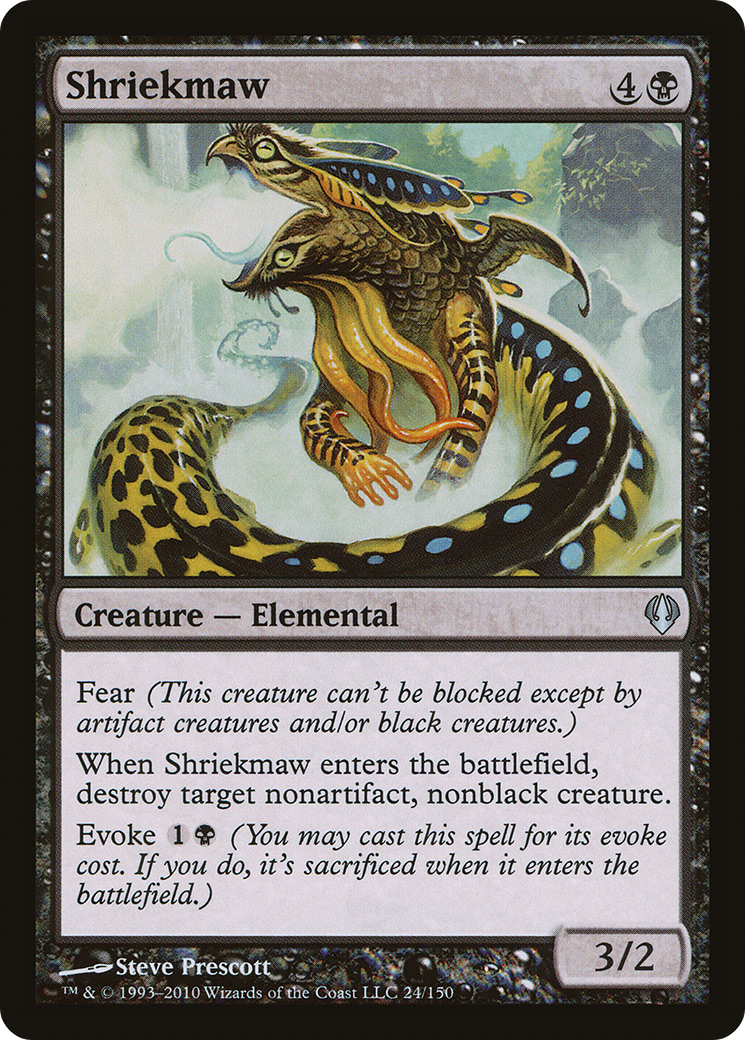 Shriekmaw 4
Creature — Elemental
Fear (This creature can't be blocked except by
artifact creatures and/or black creatures.)
When Shriekmaw enters the battlefield,
destroy target nonartifact, nonblack creature.
Evoke 1 (You may cast this spell for its evoke
cost. If you do, it's sacrificed when it enters the
battlefield.)
3/2
Steve Prescott
™ & © 1993–2010 Wizards of the Coast LLC 24/150